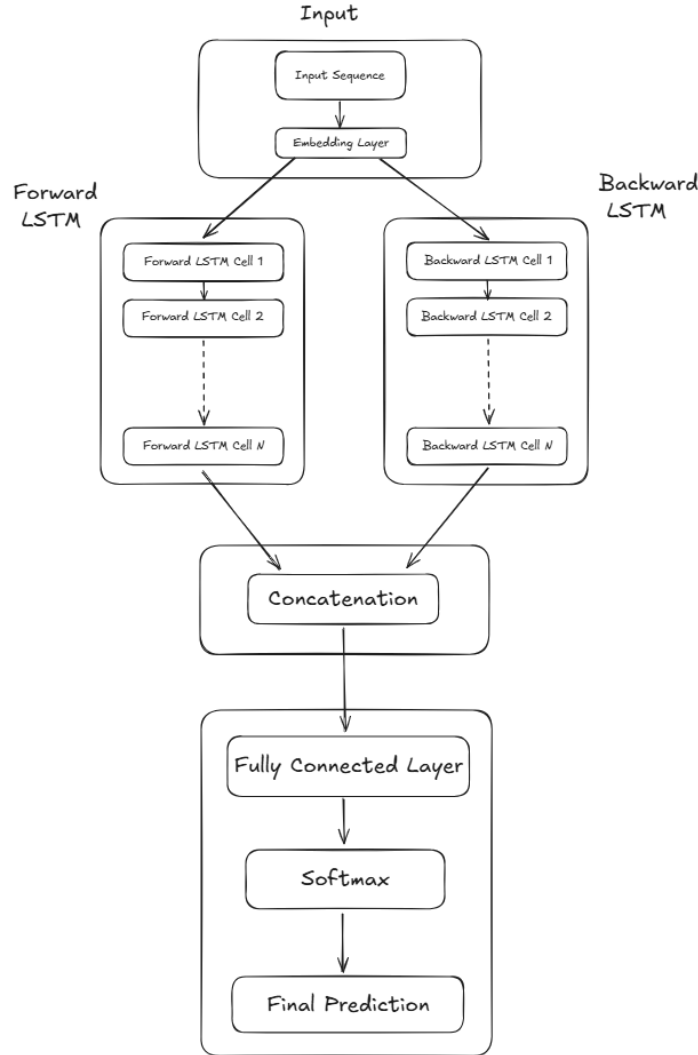 Input
Input Sequence
Embedding Layer
Forward
LSTM
Backward
LSTM
Forward LSTM Cell 1
Forward LSTM Cell 2
Forward LSTM Cell N
Backward LSTM Cell 1
Backward LSTM Cell 2
Backward LSTM Cell N
Concatenation
Fully Connected Layer
Softmax
Final Prediction